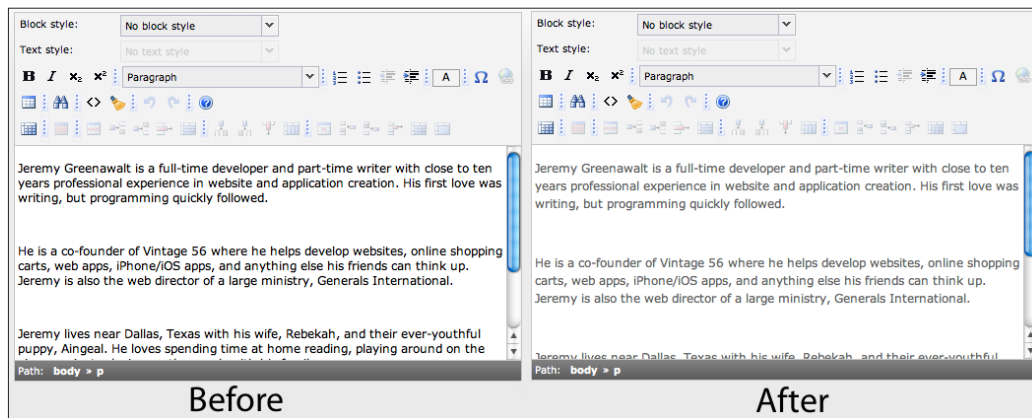 Block style: No block style
Text style: No text style
B I x₂ x² Paragraph A Ω
Jeremy Greenawalt is a full-time developer and part-time writer with close to ten
years professional experience in website and application creation. His first love was
writing, but programming quickly followed.
He is a co-founder of Vintage 56 where he helps develop websites, online shopping
carts, web apps, iPhone/iOS apps, and anything else his friends can think up.
Jeremy is also the web director of a large ministry, Generals International.
Jeremy lives near Dallas, Texas with his wife, Rebekah, and their ever-youthful
puppy, Aingeal. He loves spending time at home reading, playing around on the
Path: body » p
Before
Block style: No block style
Text style: No text style
B I x₂ x² Paragraph A Ω
Jeremy Greenawalt is a full-time developer and part-time writer with close to ten
years professional experience in website and application creation. His first love was
writing, but programming quickly followed.
He is a co-founder of Vintage 56 where he helps develop websites, online shopping
carts, web apps, iPhone/iOS apps, and anything else his friends can think up.
Jeremy is also the web director of a large ministry, Generals International.
Jeremy lives near Dallas, Texas with his wife, Rebekah, and their ever-youthful
Path: body » p
After